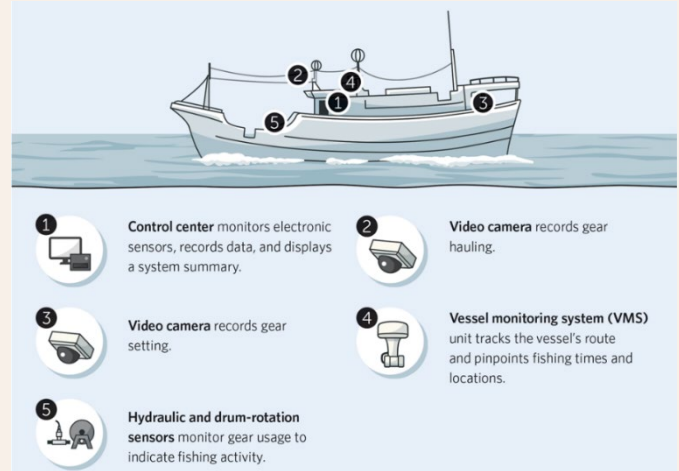 2
4
1
3
5
1
Control center monitors electronic
sensors, records data, and displays
a system summary.
2
Video camera records gear
hauling.
3
Video camera records gear
setting.
4
Vessel monitoring system (VMS)
unit tracks the vessel's route
and pinpoints fishing times and
locations.
5
Hydraulic and drum-rotation
sensors monitor gear usage to
indicate fishing activity.